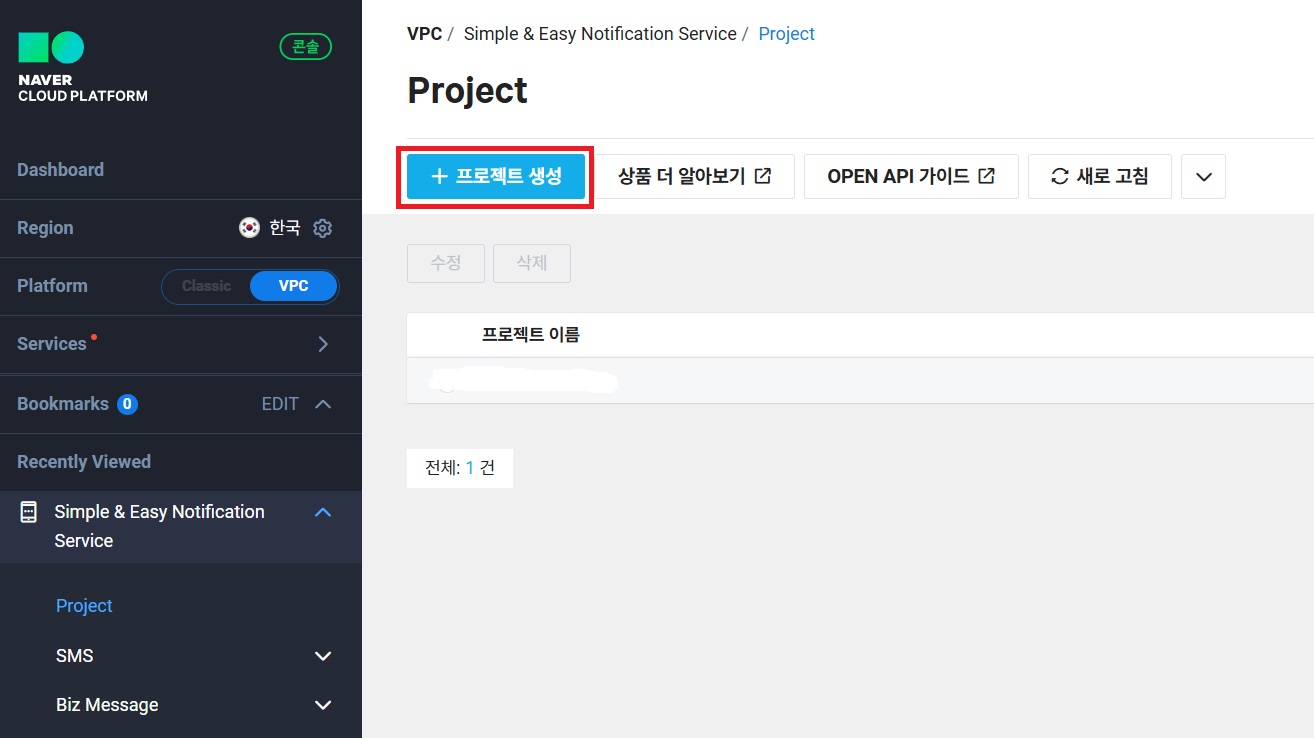 NAVER
CLOUD PLATFORM
콘솔
Dashboard
Region 한국
Platform Classic VPC
Services
Bookmarks 0 EDIT
Recently Viewed
Simple & Easy Notification
Service
Project
SMS
Biz Message
VPC / Simple & Easy Notification Service / Project
Project
+ 프로젝트 생성 상품 더 알아보기 OPEN API 가이드 새로 고침
수정 삭제
프로젝트 이름
전체: 1 건